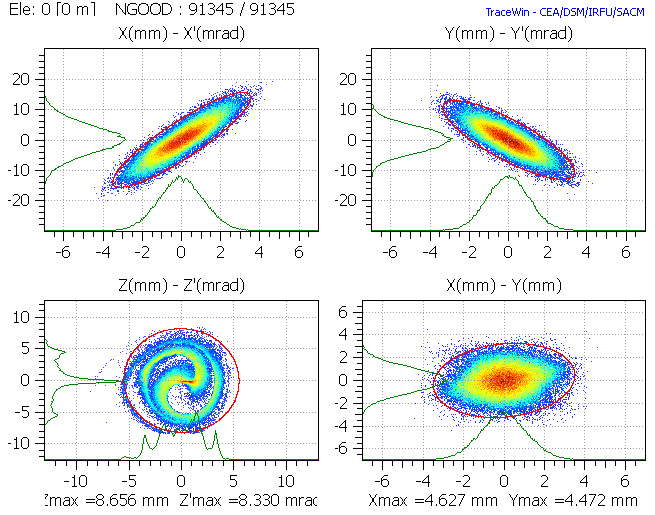 Ele: 0 [0 m] NGOOD : 91345 / 91345
TraceWin - CEA/DSM/IRFU/SACM
X(mm) - X'(mrad)
Y(mm) - Y'(mrad)
20
10
0
-10
-20
-6 -4 -2 0 2 4 6
20
10
0
-10
-20
-6 -4 -2 0 2 4 6
Z(mm) - Z'(mrad)
X(mm) - Y(mm)
10
5
0
-5
-10
-10 -5 0 5 10
6
4
2
0
-2
-4
-6
-6 -4 -2 0 2 4 6
Zmax =8.656 mm Z'max =8.330 mrad
Xmax =4.627 mm Ymax =4.472 mm